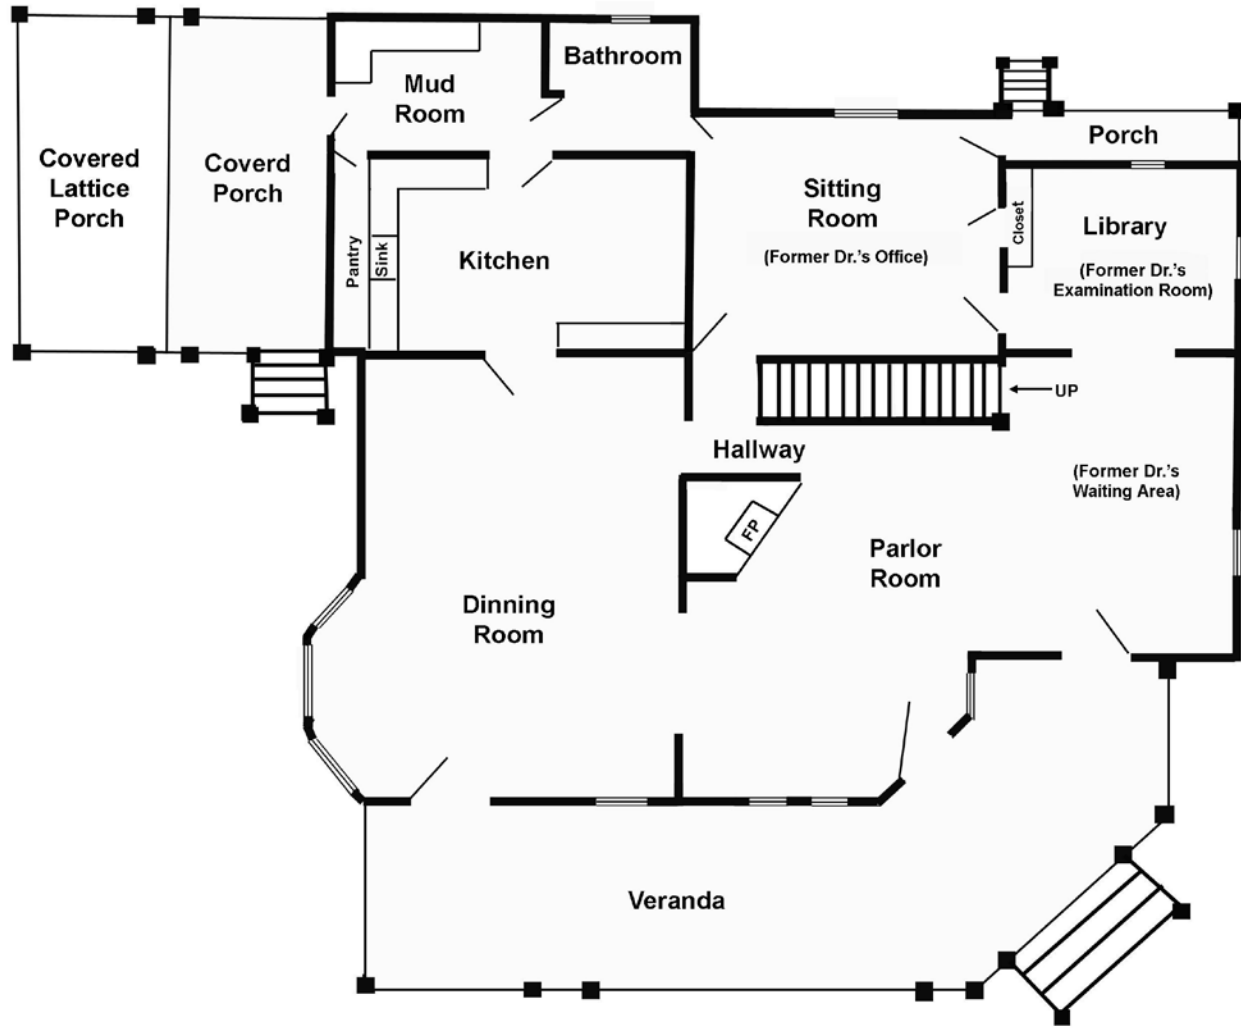 Bathroom
Mud
Room
Covered
Lattice
Porch
Coverd
Porch
Porch
Sitting
Room
(Former Dr.'s Office)
Closet
Library
(Former Dr.'s
Examination Room)
Pantry
Sink
Kitchen
UP
Hallway
(Former Dr.'s
Waiting Area)
FP
Parlor
Room
Dinning
Room
Veranda